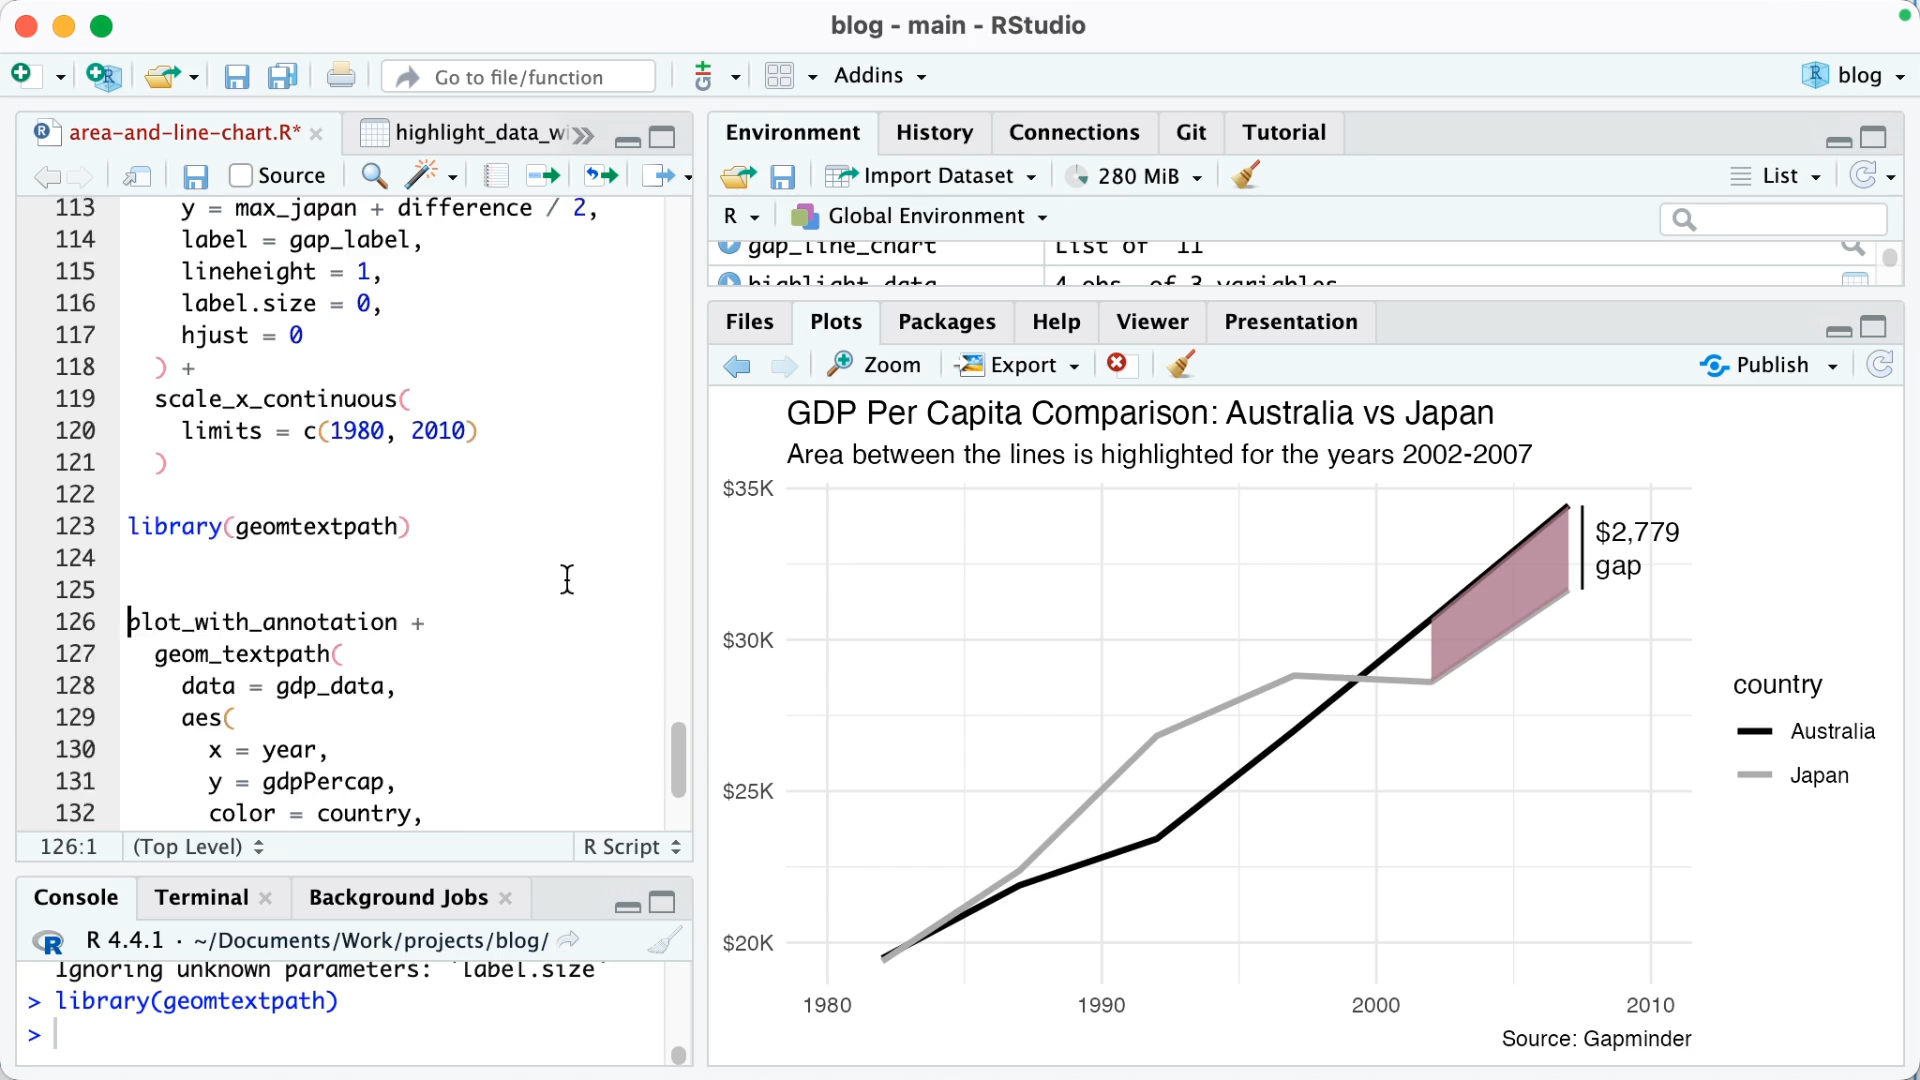 blog - main - RStudio
Go to file/function
Addins
blog
area-and-line-chart.R*
highlight_data_wi
Source
113 y = max_japan + difference / 2,
114 label = gap_label,
115 lineheight = 1,
116 label.size = 0,
117 hjust = 0
118 ) +
119 scale_x_continuous(
120 limits = c(1980, 2010)
121 )
122
123 library(geomtextpath)
124
125
126 plot_with_annotation +
127 geom_textpath(
128 data = gdp_data,
129 aes(
130 x = year,
131 y = gdpPercap,
132 color = country,
126:1 (Top Level) R Script
Console Terminal Background Jobs
R 4.4.1 · ~/Documents/Work/projects/blog/
Ignoring unknown parameters: `label.size`
> library(geomtextpath)
>
Environment History Connections Git Tutorial
Import Dataset 280 MiB List
R Global Environment
gap_line_chart List of 11
highlight_data 4 obs. of 3 variables
Files Plots Packages Help Viewer Presentation
Zoom Export Publish
GDP Per Capita Comparison: Australia vs Japan
Area between the lines is highlighted for the years 2002-2007
$35K
$30K
$25K
$20K
$2,779
gap
country
Australia
Japan
1980 1990 2000 2010
Source: Gapminder